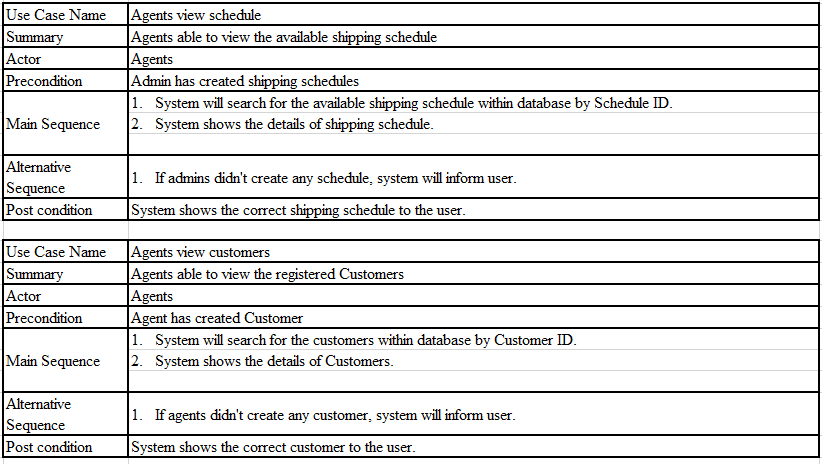 Use Case Name Agents view schedule
Summary Agents able to view the available shipping schedule
Actor Agents
Precondition Admin has created shipping schedules
Main Sequence 1. System will search for the available shipping schedule within database by Schedule ID.
2. System shows the details of shipping schedule.
Alternative Sequence 1. If admins didn't create any schedule, system will inform user.
Post condition System shows the correct shipping schedule to the user.
Use Case Name Agents view customers
Summary Agents able to view the registered Customers
Actor Agents
Precondition Agent has created Customer
Main Sequence 1. System will search for the customers within database by Customer ID.
2. System shows the details of Customers.
Alternative Sequence 1. If agents didn't create any customer, system will inform user.
Post condition System shows the correct customer to the user.